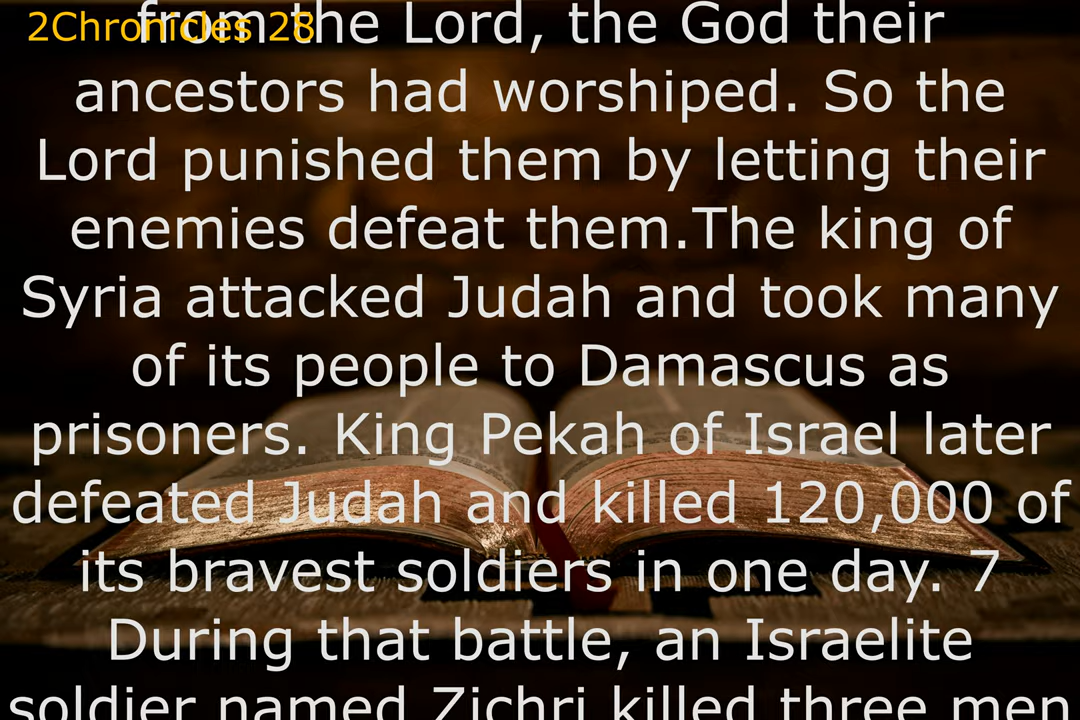 2Chronicles 28
from the Lord, the God their
ancestors had worshiped. So the
Lord punished them by letting their
enemies defeat them.The king of
Syria attacked Judah and took many
of its people to Damascus as
prisoners. King Pekah of Israel later
defeated Judah and killed 120,000 of
its bravest soldiers in one day. 7
During that battle, an Israelite
soldier named Zichri killed three men